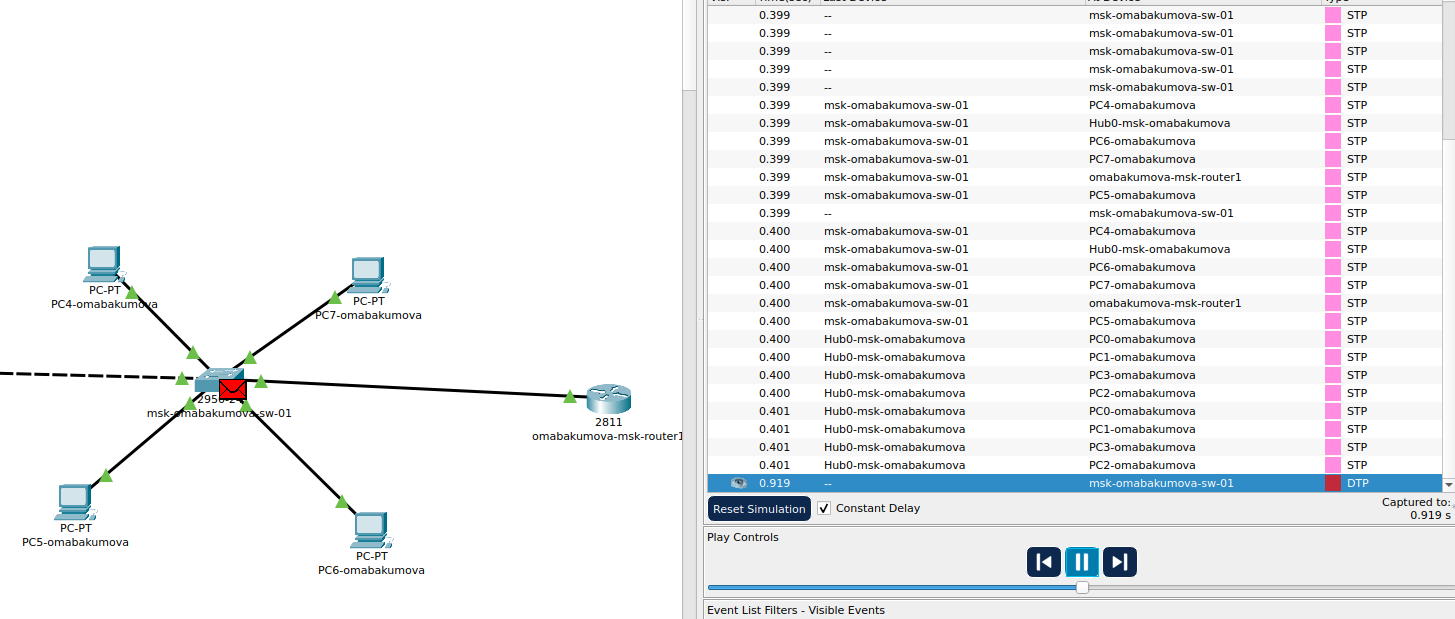 PC-PT
PC4-omabakumova
PC-PT
PC7-omabakumova
msk-omabakumova-sw-01
2811
omabakumova-msk-router1
PC-PT
PC5-omabakumova
PC-PT
PC6-omabakumova
0.399 -- msk-omabakumova-sw-01 STP
0.399 -- msk-omabakumova-sw-01 STP
0.399 -- msk-omabakumova-sw-01 STP
0.399 -- msk-omabakumova-sw-01 STP
0.399 -- msk-omabakumova-sw-01 STP
0.399 msk-omabakumova-sw-01 PC4-omabakumova STP
0.399 msk-omabakumova-sw-01 Hub0-msk-omabakumova STP
0.399 msk-omabakumova-sw-01 PC6-omabakumova STP
0.399 msk-omabakumova-sw-01 PC7-omabakumova STP
0.399 msk-omabakumova-sw-01 omabakumova-msk-router1 STP
0.399 msk-omabakumova-sw-01 PC5-omabakumova STP
0.399 -- msk-omabakumova-sw-01 STP
0.400 msk-omabakumova-sw-01 PC4-omabakumova STP
0.400 msk-omabakumova-sw-01 Hub0-msk-omabakumova STP
0.400 msk-omabakumova-sw-01 PC6-omabakumova STP
0.400 msk-omabakumova-sw-01 PC7-omabakumova STP
0.400 msk-omabakumova-sw-01 omabakumova-msk-router1 STP
0.400 msk-omabakumova-sw-01 PC5-omabakumova STP
0.400 Hub0-msk-omabakumova PC0-omabakumova STP
0.400 Hub0-msk-omabakumova PC1-omabakumova STP
0.400 Hub0-msk-omabakumova PC3-omabakumova STP
0.400 Hub0-msk-omabakumova PC2-omabakumova STP
0.401 Hub0-msk-omabakumova PC0-omabakumova STP
0.401 Hub0-msk-omabakumova PC1-omabakumova STP
0.401 Hub0-msk-omabakumova PC3-omabakumova STP
0.401 Hub0-msk-omabakumova PC2-omabakumova STP
0.919 -- msk-omabakumova-sw-01 DTP
Reset Simulation Constant Delay
Captured to:
0.919 s
Play Controls
Event List Filters - Visible Events